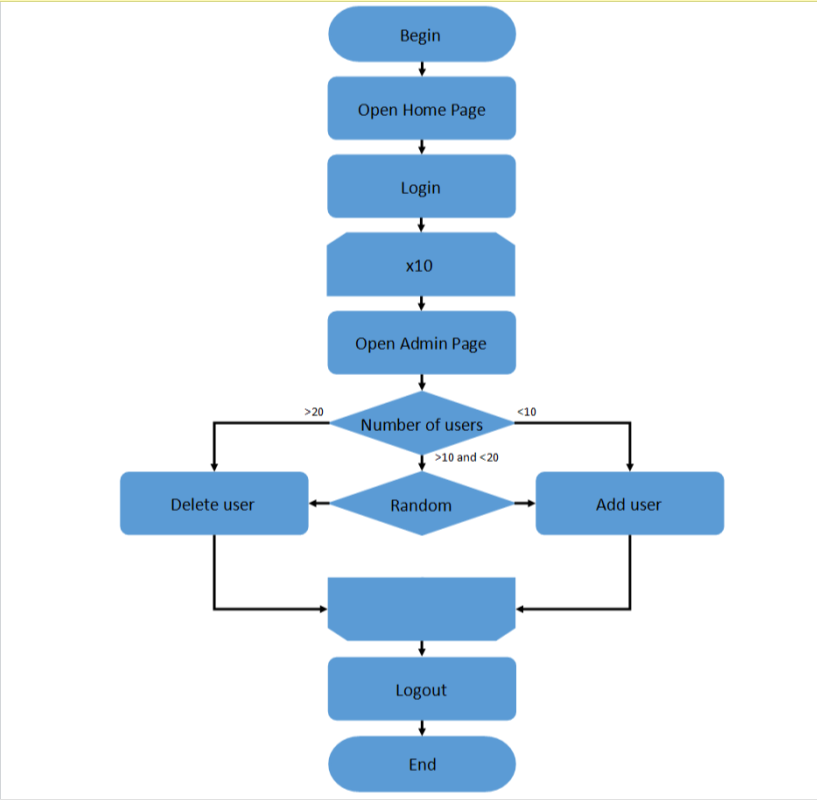 Begin
Open Home Page
Login
x10
Open Admin Page
>20
Number of users
<10
>10 and <20
Delete user
Random
Add user
Logout
End